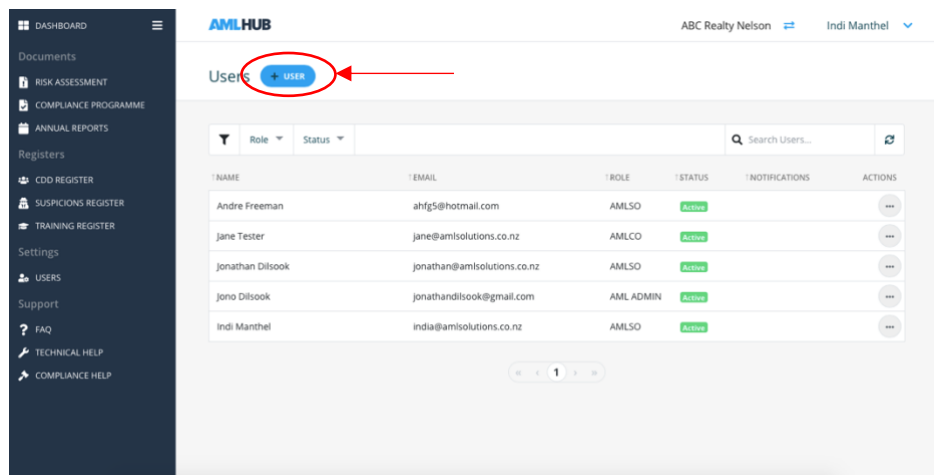 DASHBOARD
Documents
RISK ASSESSMENT
COMPLIANCE PROGRAMME
ANNUAL REPORTS
Registers
CDD REGISTER
SUSPICIONS REGISTER
TRAINING REGISTER
Settings
USERS
Support
FAQ
TECHNICAL HELP
COMPLIANCE HELP
AMLHUB ABC Realty Nelson Indi Manthel
Users + USER
Role Status Search Users...
NAME EMAIL ROLE STATUS NOTIFICATIONS ACTIONS
Andre Freeman ahfg5@hotmail.com AMLSO Active
Jane Tester jane@amlsolutions.co.nz AMLCO Active
Jonathan Dilsook jonathan@amlsolutions.co.nz AMLSO Active
Jono Dilsook jonathandilsook@gmail.com AML ADMIN Active
Indi Manthel india@amlsolutions.co.nz AMLSO Active
« ‹ 1 › »